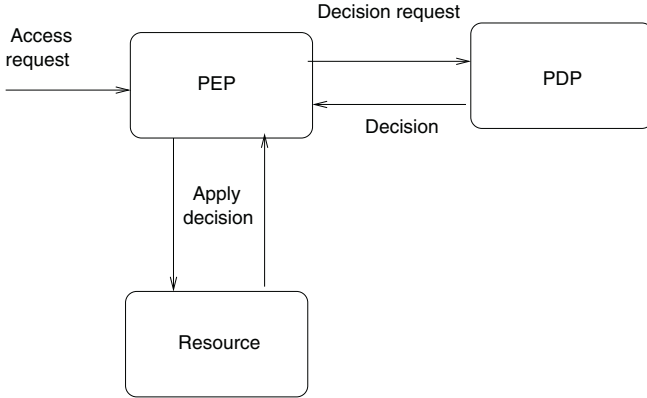 Access
request
Decision request
PEP
PDP
Decision
Apply
decision
Resource